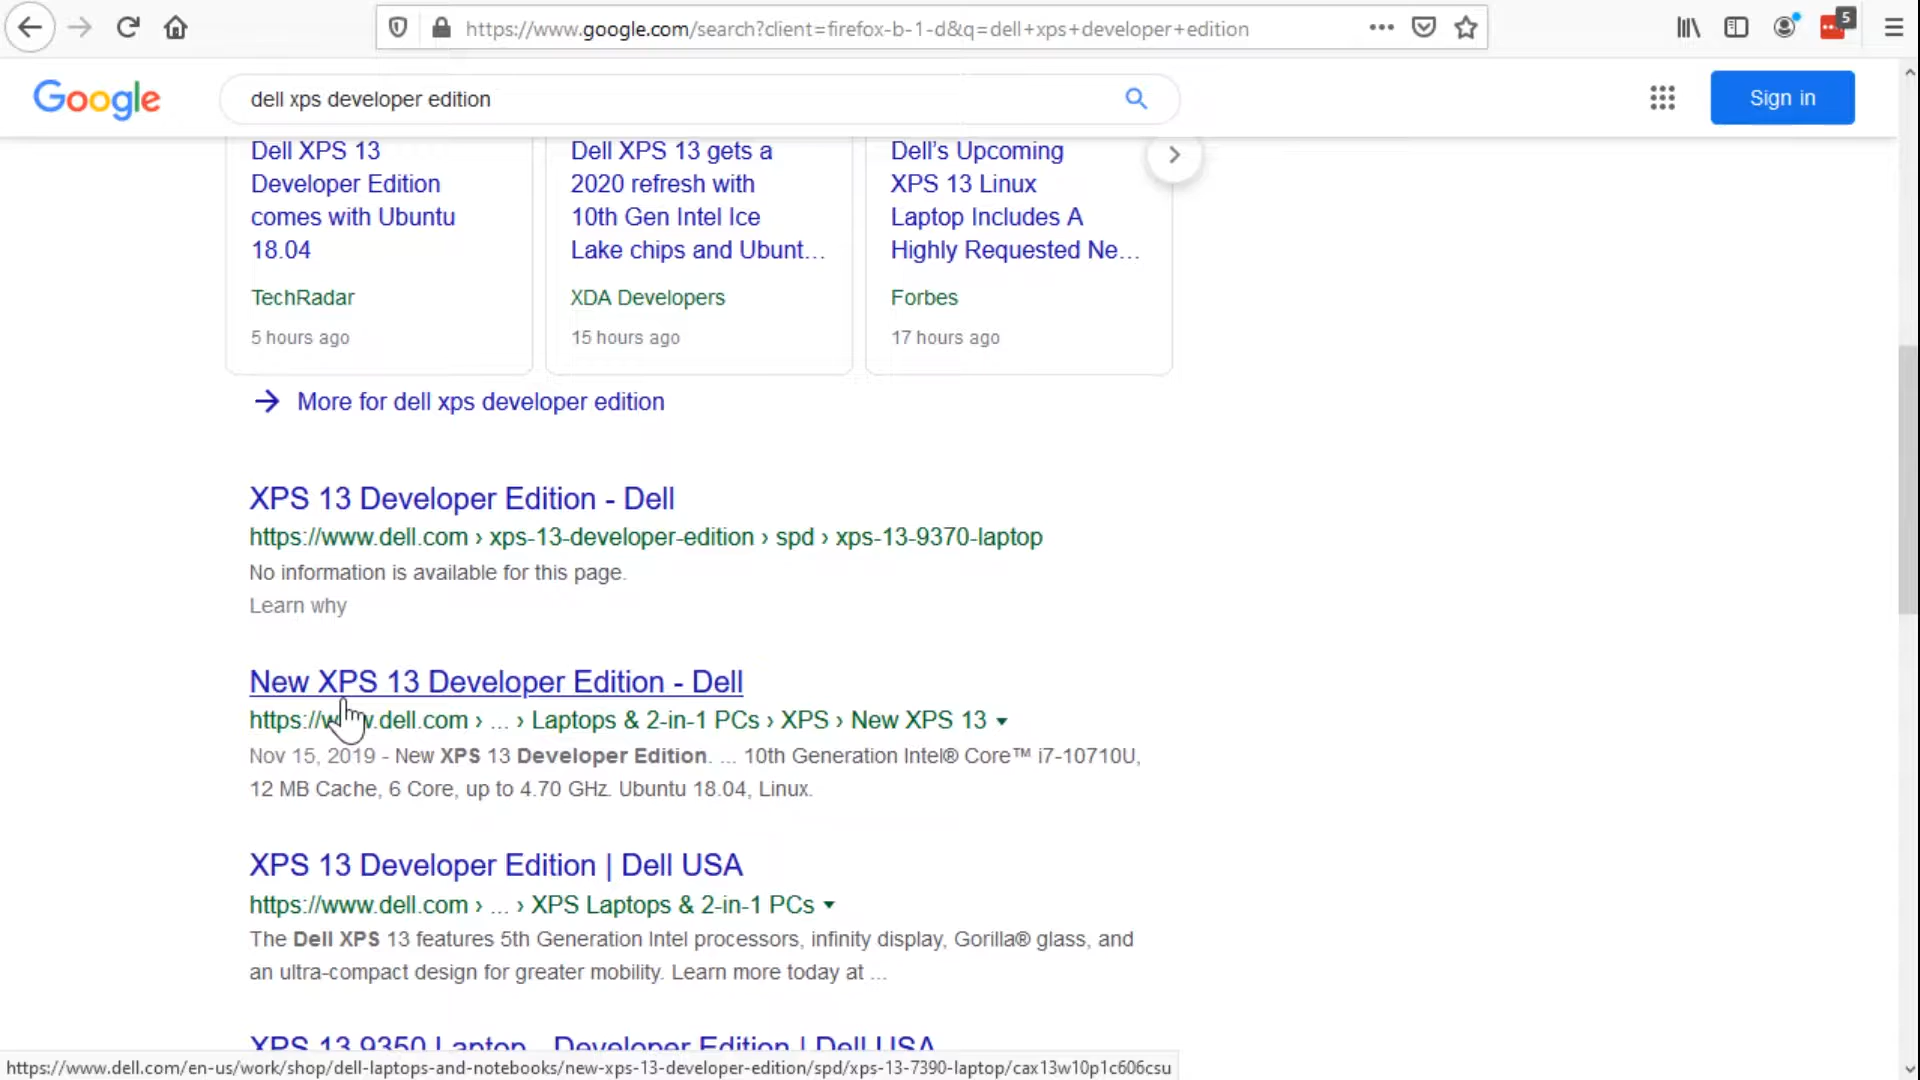 https://www.google.com/search?client=firefox-b-1-d&q=dell+xps+developer+edition
5
Google
dell xps developer edition
Sign in
Dell XPS 13
Developer Edition
comes with Ubuntu
18.04
TechRadar
5 hours ago
Dell XPS 13 gets a
2020 refresh with
10th Gen Intel Ice
Lake chips and Ubunt...
XDA Developers
15 hours ago
Dell's Upcoming
XPS 13 Linux
Laptop Includes A
Highly Requested Ne...
Forbes
17 hours ago
More for dell xps developer edition
XPS 13 Developer Edition - Dell
https://www.dell.com › xps-13-developer-edition › spd › xps-13-9370-laptop
No information is available for this page.
Learn why
New XPS 13 Developer Edition - Dell
https://www.dell.com › ... › Laptops & 2-in-1 PCs › XPS › New XPS 13
Nov 15, 2019 - New XPS 13 Developer Edition. ... 10th Generation Intel® Core™ i7-10710U,
12 MB Cache, 6 Core, up to 4.70 GHz. Ubuntu 18.04, Linux.
XPS 13 Developer Edition | Dell USA
https://www.dell.com › ... › XPS Laptops & 2-in-1 PCs
The Dell XPS 13 features 5th Generation Intel processors, infinity display, Gorilla® glass, and
an ultra-compact design for greater mobility. Learn more today at ...
XPS 13 9350 Laptop - Developer Edition | Dell USA
https://www.dell.com/en-us/work/shop/dell-laptops-and-notebooks/new-xps-13-developer-edition/spd/xps-13-7390-laptop/cax13w10p1c606csu